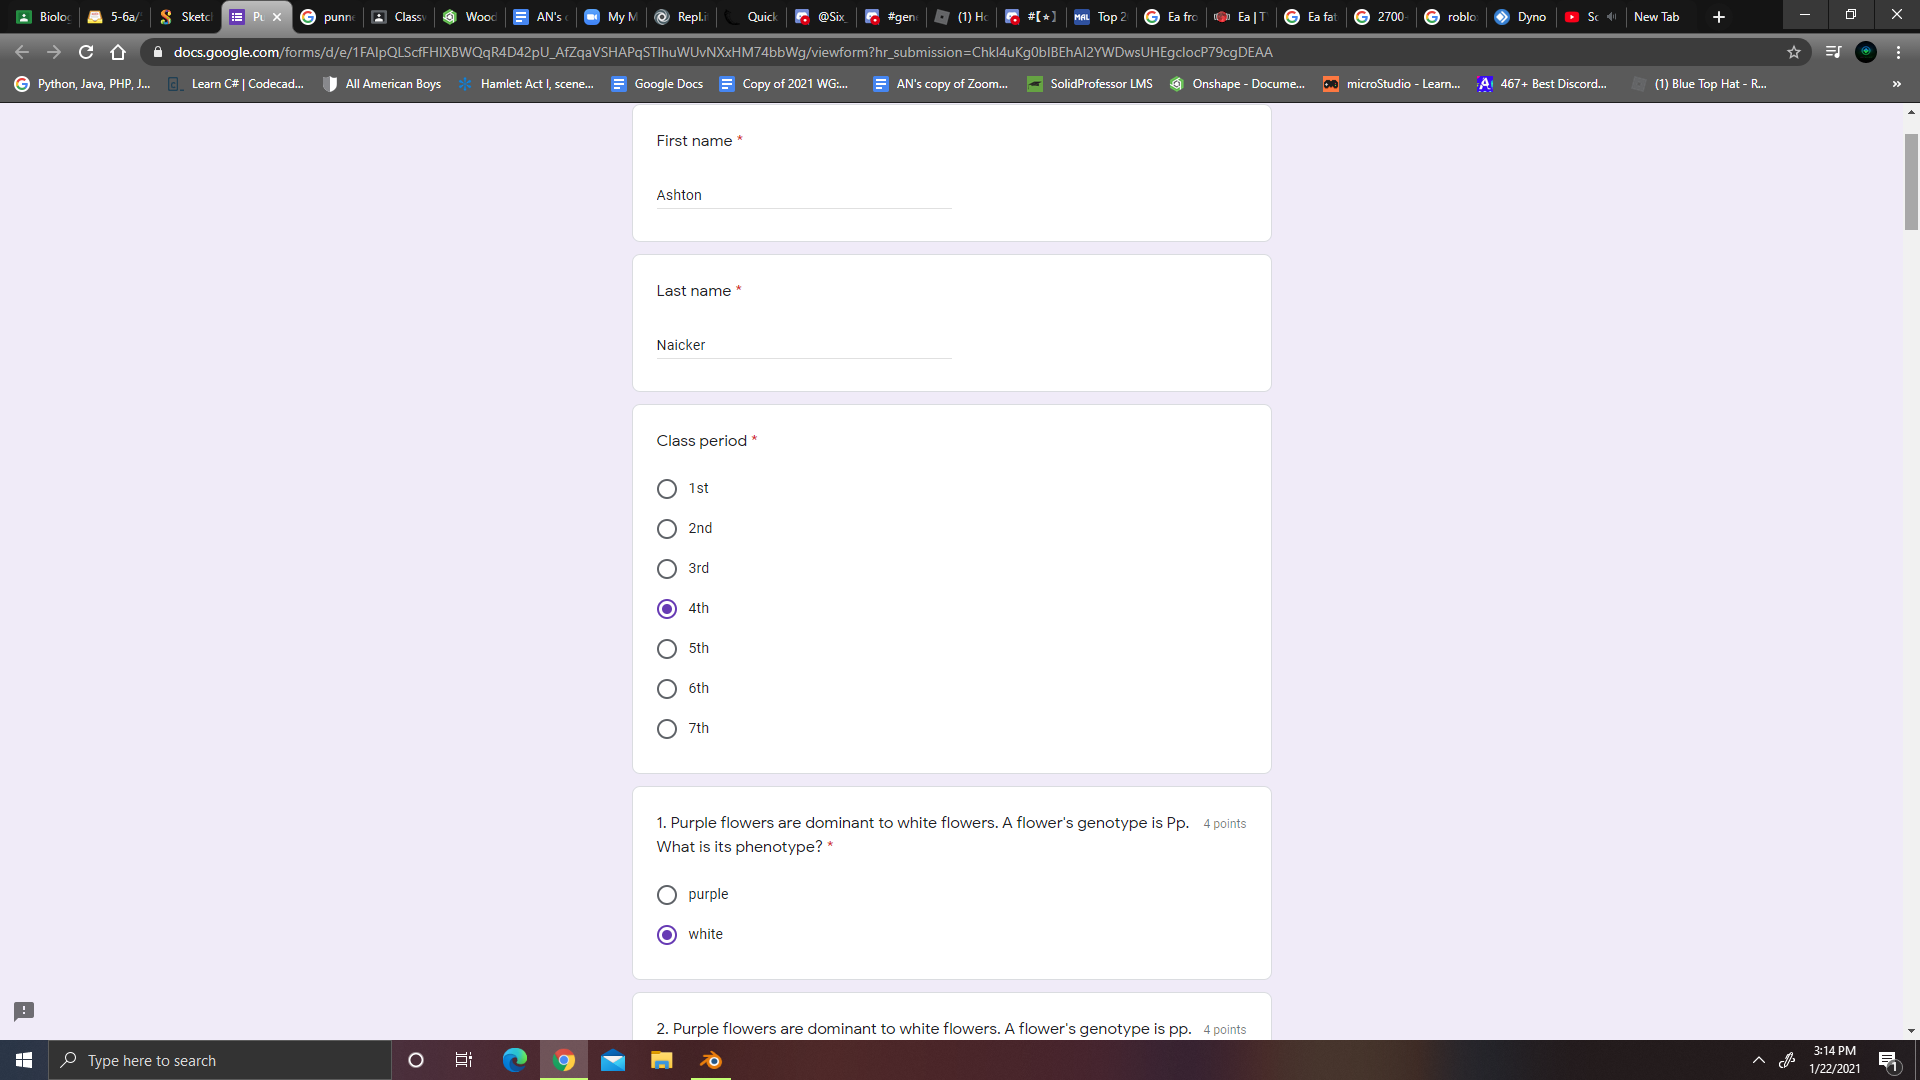 Biolog
5-6a/
Sketc
Pu
punn
Class
Wood
AN's
My M
Repl.i
Quick
@Six_
#gen
(1) Ho
#【★】
Top 2
Ea fro
Ea | T
Ea fat
2700-
roblo
Dyno
Sc
New Tab
docs.google.com/forms/d/e/1FAIpQLScfFHIXBWQqR4D42pU_AfZqaVSHAPqSTlhuWUvNXxHM74bbWg/viewform?hr_submission=ChkI4uKg0bIBEhAI2YWDwsUHEgcIocP79cgDEAA
Python, Java, PHP, J...
Learn C# | Codecad...
All American Boys
Hamlet: Act I, scene...
Google Docs
Copy of 2021 WG:...
AN's copy of Zoom...
SolidProfessor LMS
Onshape - Docume...
microStudio - Learn...
467+ Best Discord...
(1) Blue Top Hat - R...
»
First name *
Ashton
Last name *
Naicker
Class period *
1st
2nd
3rd
4th
5th
6th
7th
1. Purple flowers are dominant to white flowers. A flower's genotype is Pp. 4 points
What is its phenotype? *
purple
white
2. Purple flowers are dominant to white flowers. A flower's genotype is pp. 4 points
Type here to search
3:14 PM
1/22/2021
1